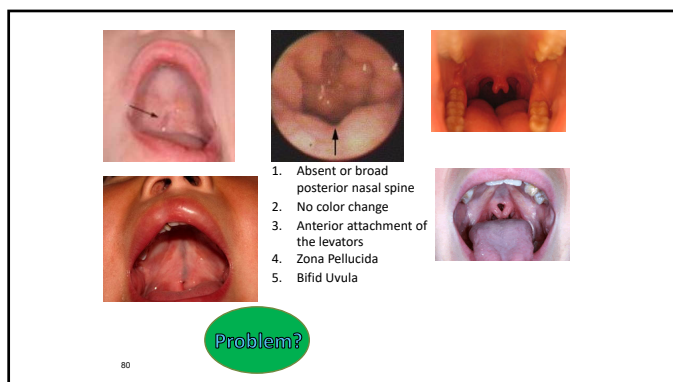 1. Absent or broad
posterior nasal spine
2. No color change
3. Anterior attachment of
the levators
4. Zona Pellucida
5. Bifid Uvula
Problem?
80